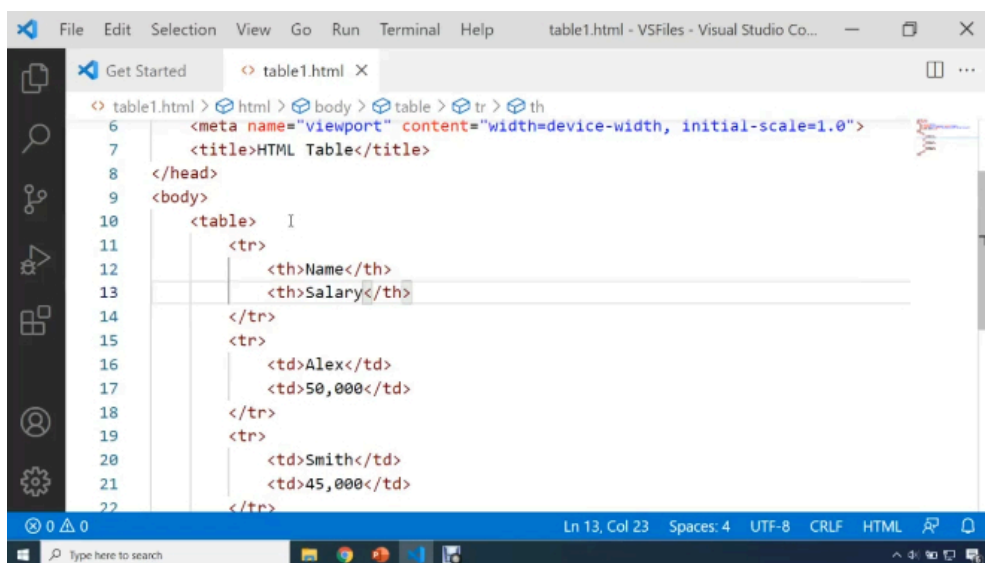 File Edit Selection View Go Run Terminal Help table1.html - VSFiles - Visual Studio Co...
Get Started <> table1.html
<> table1.html > html > body > table > tr > th
6 <meta name="viewport" content="width=device-width, initial-scale=1.0">
7 <title>HTML Table</title>
8 </head>
9 <body>
10 <table>
11 <tr>
12 <th>Name</th>
13 <th>Salary</th>
14 </tr>
15 <tr>
16 <td>Alex</td>
17 <td>50,000</td>
18 </tr>
19 <tr>
20 <td>Smith</td>
21 <td>45,000</td>
22 </tr>
0 0 Ln 13, Col 23 Spaces: 4 UTF-8 CRLF HTML
Type here to search